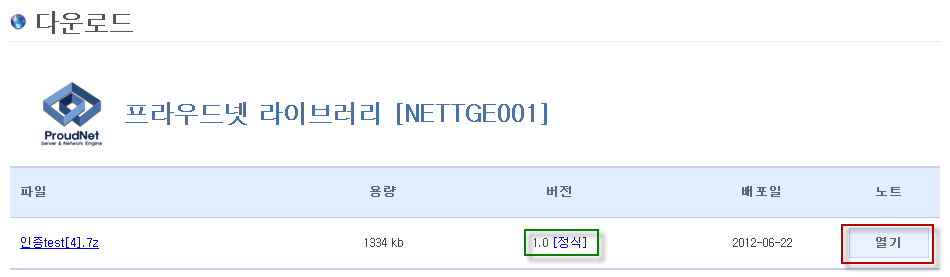 다운로드
ProudNet
Server & Network Engine
프라우드넷 라이브러리 [NETTGE001]
파일 용량 버전 배포일 노트
인증test[4].7z 1334 kb 1.0 [정식] 2012-06-22 열기